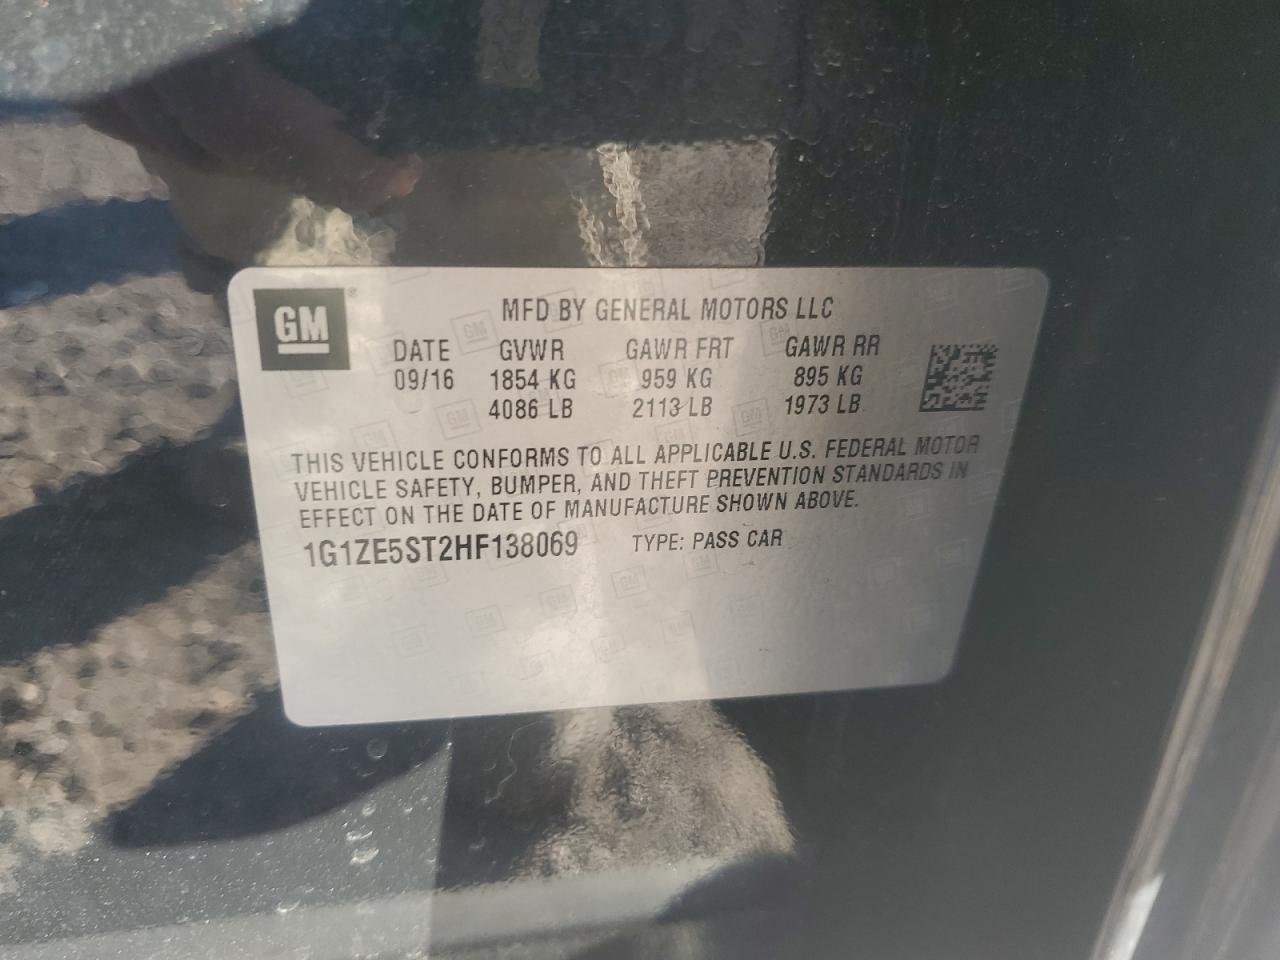 GM®
MFD BY GENERAL MOTORS LLC
DATE GVWR GAWR FRT GAWR RR
09/16 1854 KG 959 KG 895 KG
4086 LB 2113 LB 1973 LB
THIS VEHICLE CONFORMS TO ALL APPLICABLE U.S. FEDERAL MOTOR
VEHICLE SAFETY, BUMPER, AND THEFT PREVENTION STANDARDS IN
EFFECT ON THE DATE OF MANUFACTURE SHOWN ABOVE.
1G1ZE5ST2HF138069 TYPE: PASS CAR